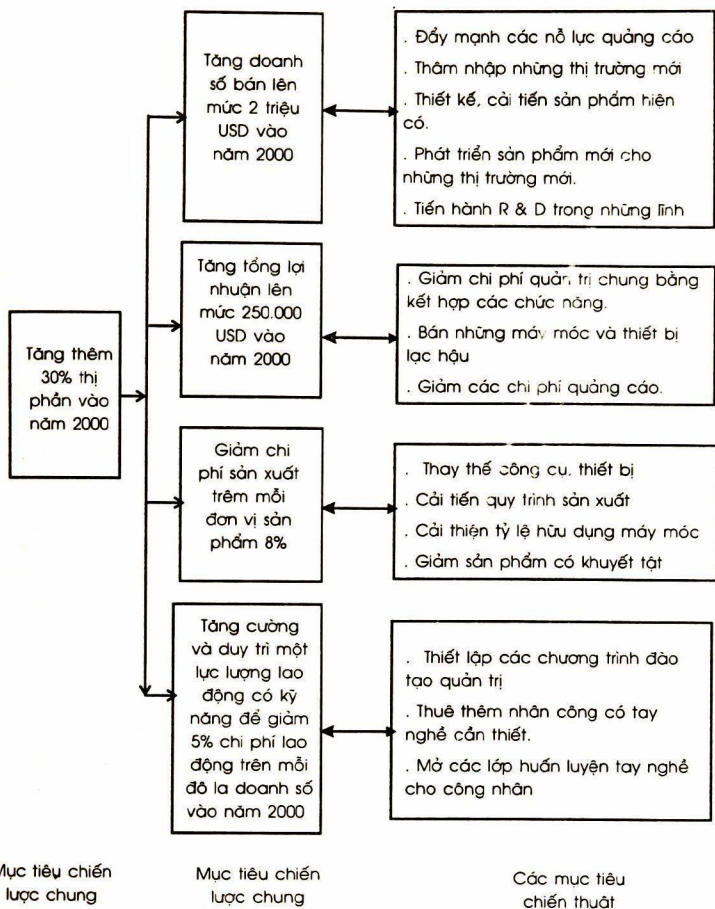 Tăng thêm
30% thị
phần vào
năm 2000
Tăng doanh
số bán lên
mức 2 triệu
USD vào
năm 2000
. Đẩy mạnh các nỗ lực quảng cáo
. Thâm nhập những thị trường mới
. Thiết kế, cải tiến sản phẩm hiện
có.
. Phát triển sản phẩm mới cho
những thị trường mới.
. Tiến hành R & D trong những lĩnh
Tăng tổng lợi
nhuận lên
mức 250.000
USD vào
năm 2000
. Giảm chi phí quản trị chung bằng
kết hợp các chức năng.
. Bán những máy móc và thiết bị
lạc hậu
. Giảm các chi phí quảng cáo.
Giảm chi
phí sản xuất
trêm mỗi
đơn vị sản
phẩm 8%
. Thay thế công cụ, thiết bị
. Cải tiến quy trình sản xuất
. Cải thiện tỷ lệ hữu dụng máy móc
. Giảm sản phẩm có khuyết tật
Tăng cường
và duy trì một
lực lượng lao
động có kỹ
năng để giảm
5% chi phí lao
động trên mỗi
đô la doanh số
vào năm 2000
. Thiết lập các chương trình đào
tạo quản trị
. Thuê thêm nhân công có tay
nghề cần thiết.
. Mở các lớp huấn luyện tay nghề
cho công nhân
Mục tiêu chiến
lược chung
Mục tiêu chiến
lược chung
Các mục tiêu
chiến thuật